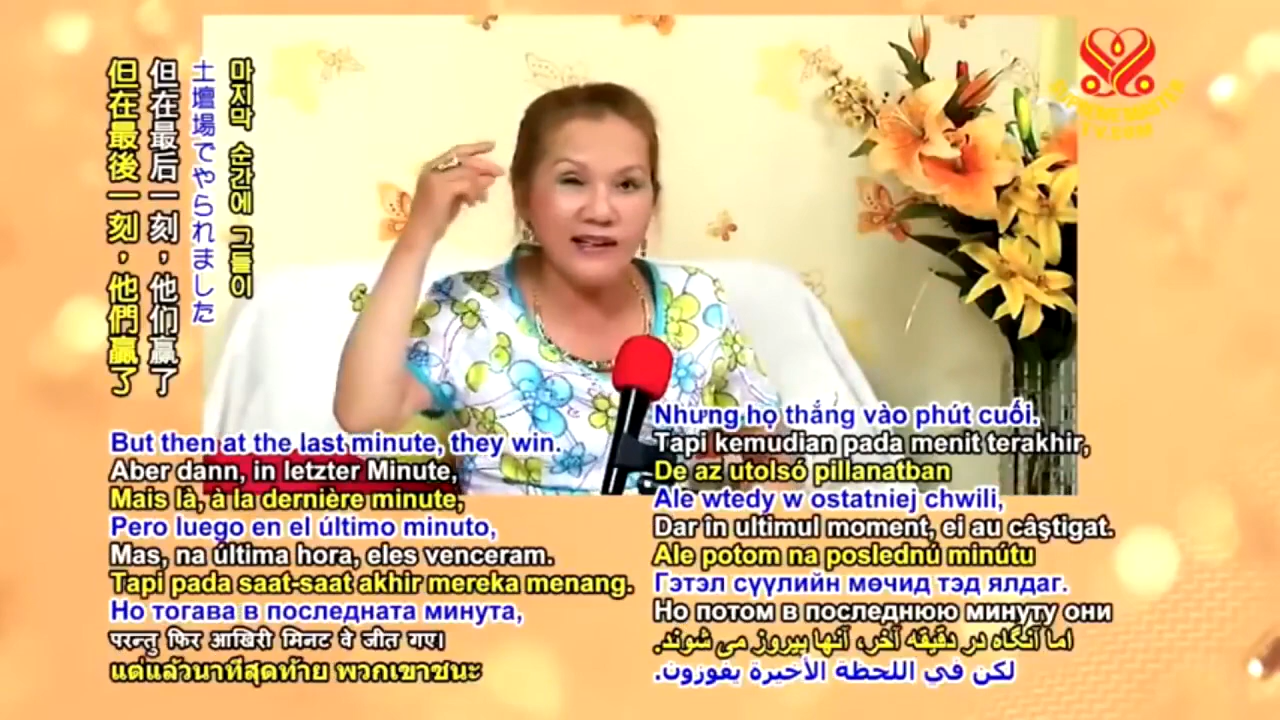 但在最後一刻，他們贏了
但在最后一刻，他们赢了
土壇場でやられました
마지막 순간에 그들이
But then at the last minute, they win.
Aber dann, in letzter Minute,
Mais là, à la dernière minute,
Pero luego en el último minuto,
Mas, na última hora, eles venceram.
Tapi pada saat-saat akhir mereka menang.
Но тогава в последната минута,
परन्तु फिर आखिरी मिनट वे जीत गए।
แต่แล้วนาทีสุดท้าย พวกเขาชนะ
Nhưng họ thắng vào phút cuối.
Tapi kemudian pada menit terakhir,
De az utolsó pillanatban
Ale wtedy w ostatniej chwili,
Dar în ultimul moment, ei au câştigat.
Ale potom na poslednú minútu
Гэтэл сүүлийн мөчид тэд ялдаг.
Но потом в последнюю минуту они
اما آنگاه در دقیقه آخر، آنها پیروز می شوند.
لكن في اللحظة الأخيرة يفوزون.